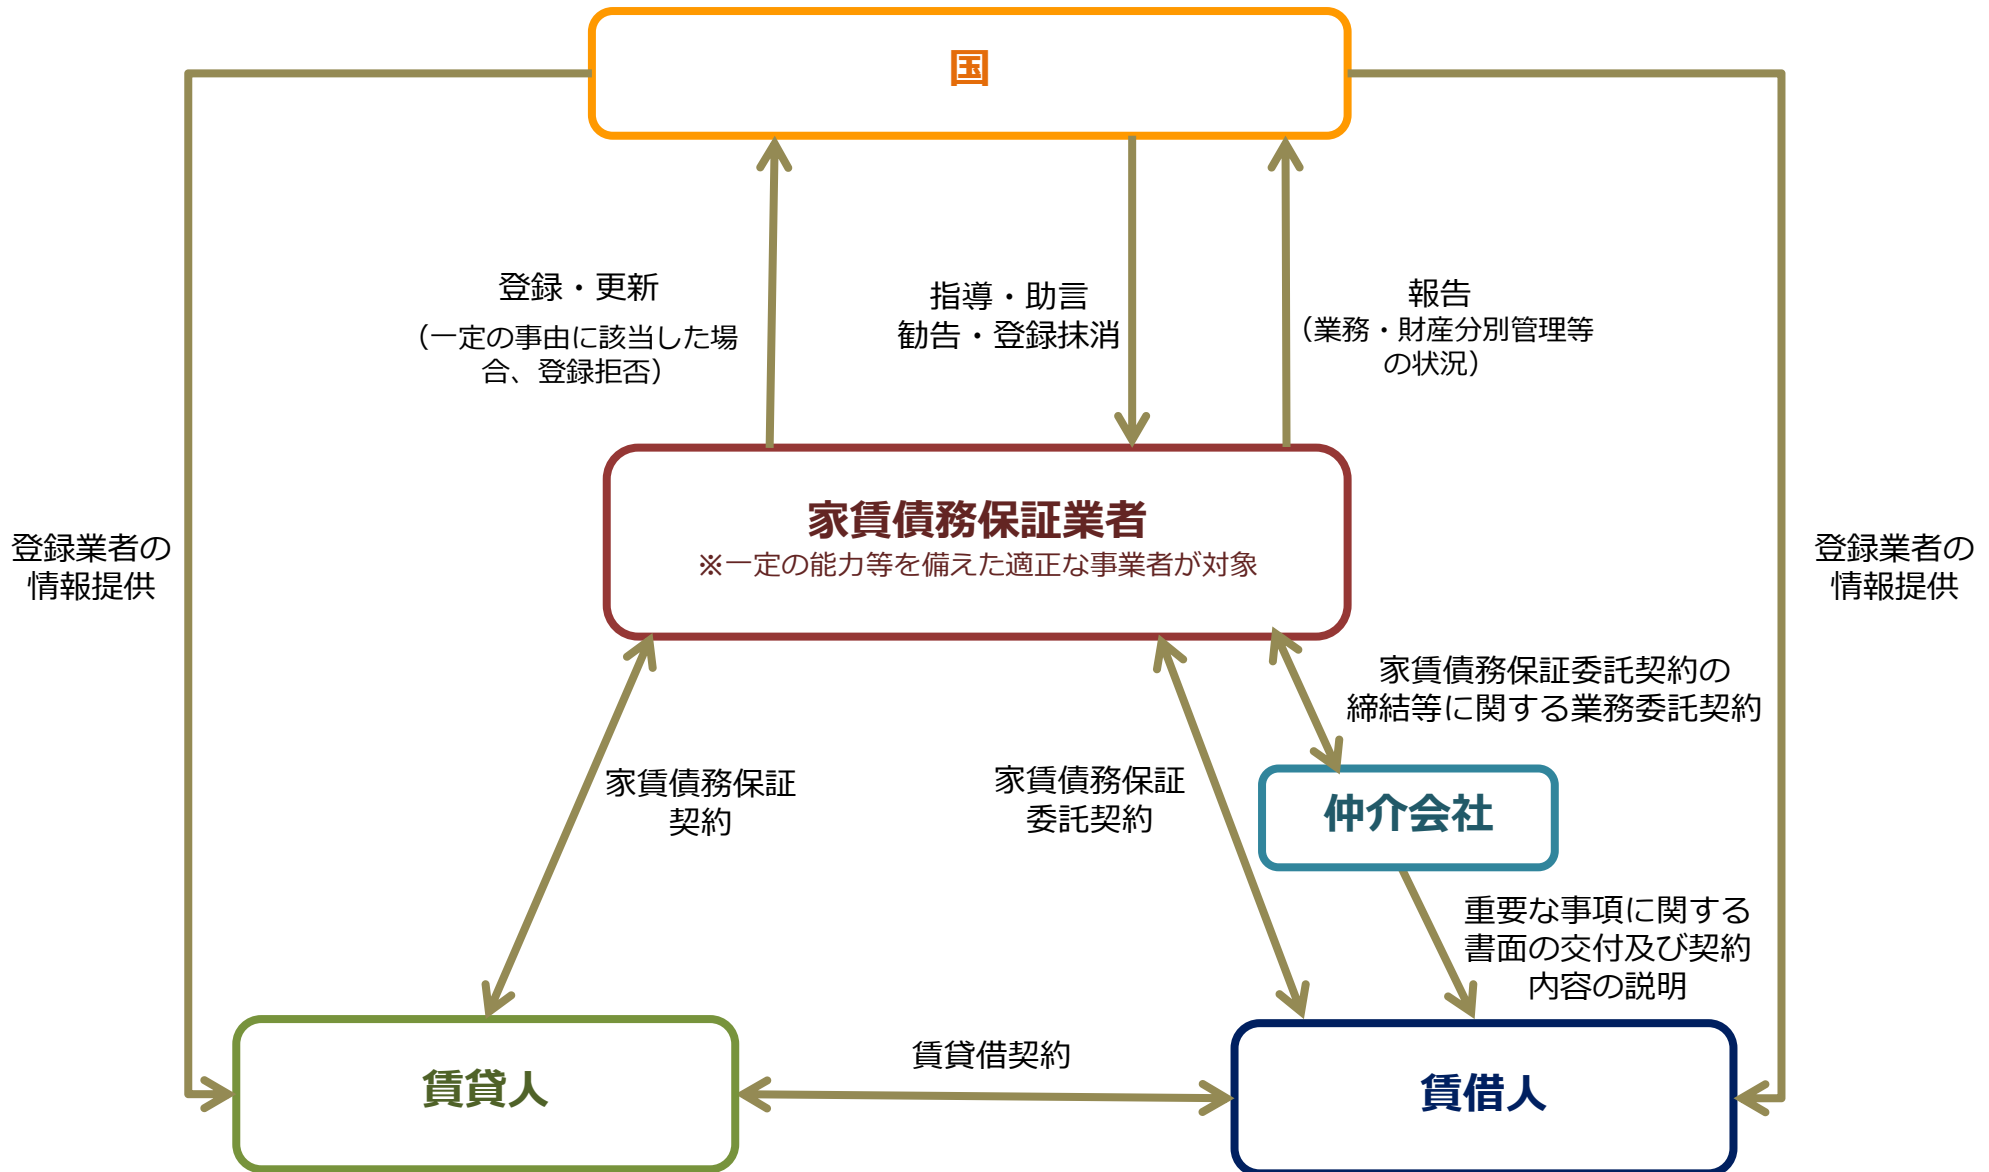 国
登録・更新
（一定の事由に該当した場
合、登録拒否）
指導・助言
勧告・登録抹消
報告
（業務・財産分別管理等
の状況）
家賃債務保証業者
※一定の能力等を備えた適正な事業者が対象
登録業者の
情報提供
登録業者の
情報提供
家賃債務保証委託契約の
締結等に関する業務委託契約
家賃債務保証
契約
家賃債務保証
委託契約
仲介会社
重要な事項に関する
書面の交付及び契約
内容の説明
賃貸借契約
賃貸人
賃借人